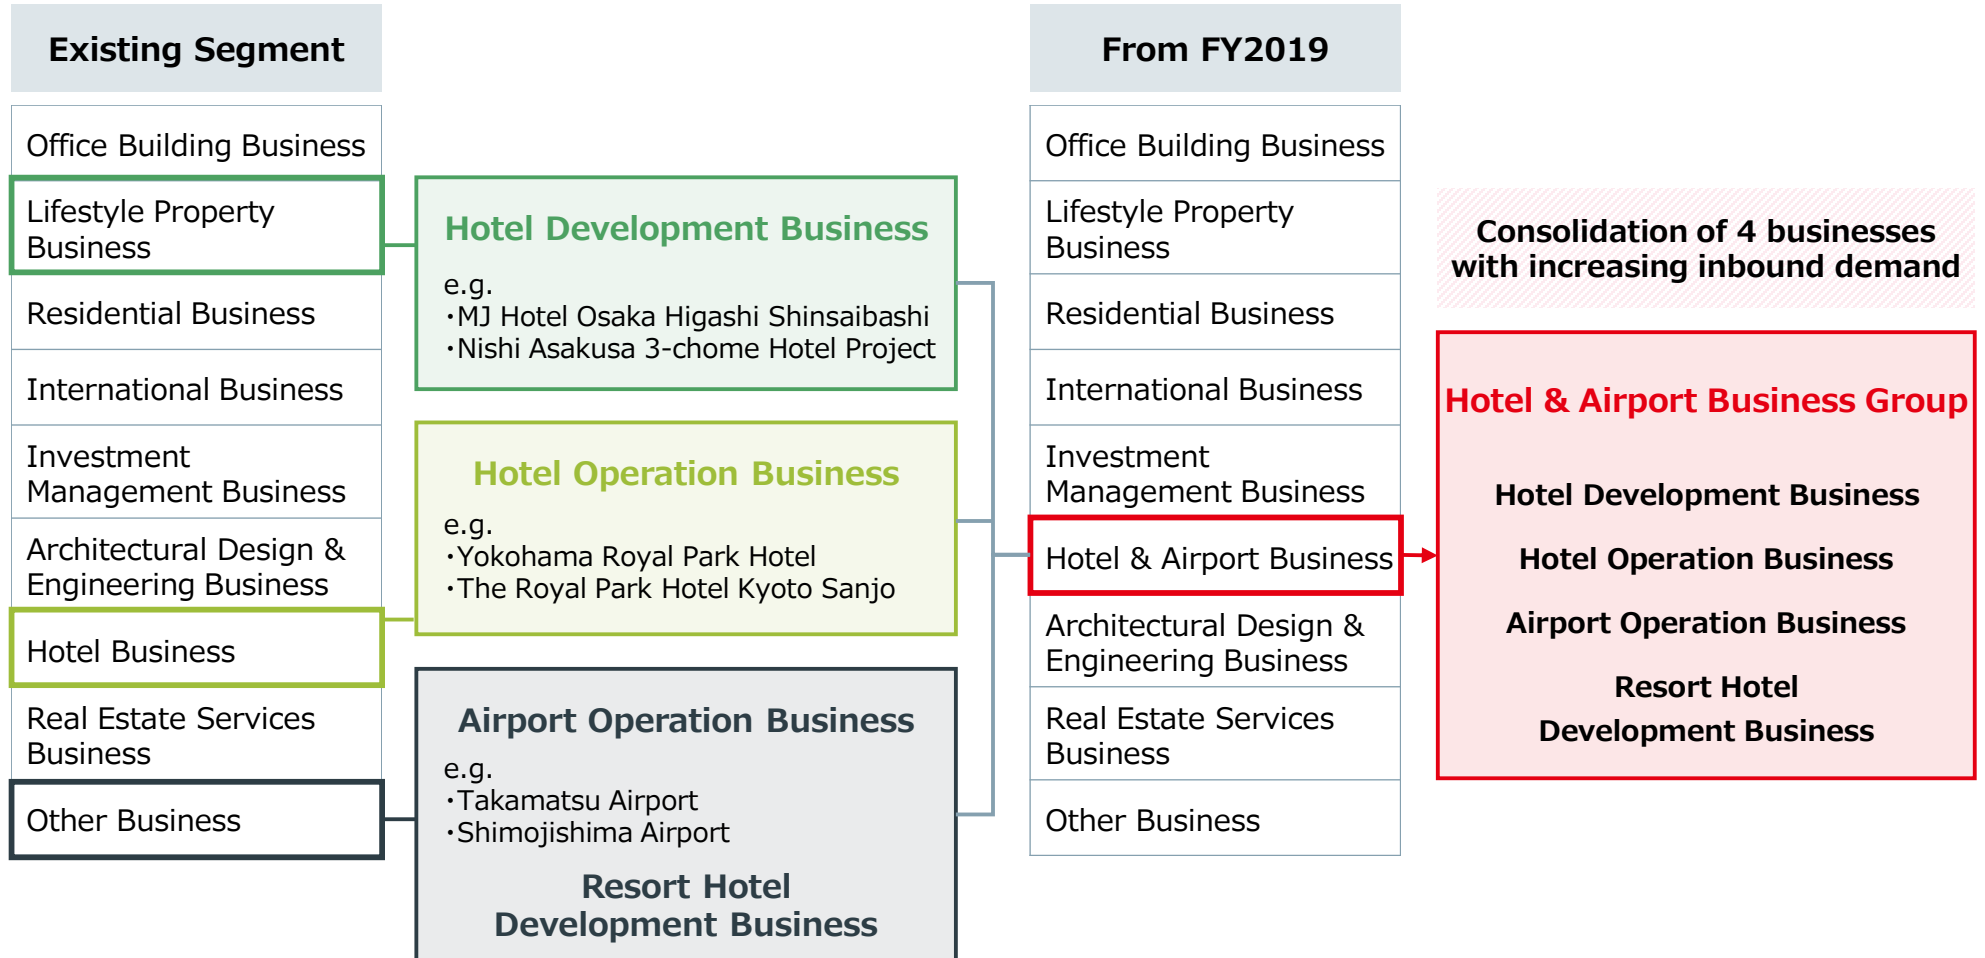 Existing Segment
Office Building Business
Lifestyle Property
Business
Residential Business
International Business
Investment
Management Business
Architectural Design &
Engineering Business
Hotel Business
Real Estate Services
Business
Other Business
Hotel Development Business
e.g.
・MJ Hotel Osaka Higashi Shinsaibashi
・Nishi Asakusa 3-chome Hotel Project
Hotel Operation Business
e.g.
・Yokohama Royal Park Hotel
・The Royal Park Hotel Kyoto Sanjo
Airport Operation Business
e.g.
・Takamatsu Airport
・Shimojishima Airport
Resort Hotel
Development Business
From FY2019
Office Building Business
Lifestyle Property
Business
Residential Business
International Business
Investment
Management Business
Hotel & Airport Business
Architectural Design &
Engineering Business
Real Estate Services
Business
Other Business
Consolidation of 4 businesses
with increasing inbound demand
Hotel & Airport Business Group
Hotel Development Business
Hotel Operation Business
Airport Operation Business
Resort Hotel
Development Business